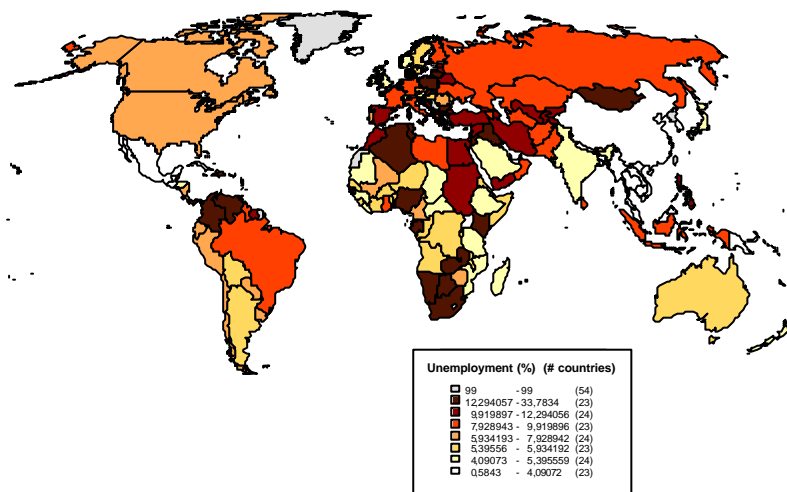 Unemployment (%) (# countries)
99 - 99 (54)
12,294057 - 33,7834 (23)
9,919897 - 12,294056 (24)
7,928943 - 9,919896 (23)
5,934193 - 7,928942 (24)
5,39556 - 5,934192 (23)
4,09073 - 5,395559 (24)
0,5843 - 4,09072 (23)